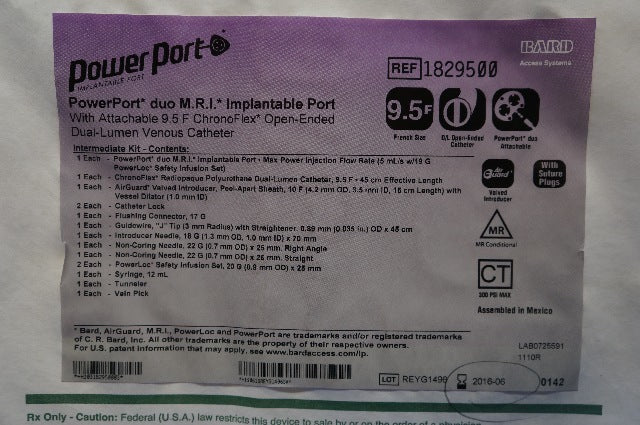 PowerPort*
IMPLANTABLE PORT
BARD
Access Systems
REF 1829500
PowerPort* duo M.R.I.* Implantable Port
With Attachable 9.5 F ChronoFlex* Open-Ended
Dual-Lumen Venous Catheter
9.5F
French Size
D/L Open-Ended
Catheter
PowerPort* duo
Attachable
Intermediate Kit - Contents:
1 Each - PowerPort* duo M.R.I.* Implantable Port - Max Power Injection Flow Rate (5 mL/s w/19 G
PowerLoc* Safety Infusion Set)
1 Each - ChronoFlex* Radiopaque Polyurethane Dual-Lumen Catheter, 9.5 F - 45 cm Effective Length
1 Each - AirGuard* Valved Introducer, Peel-Apart Sheath, 10 F (4.2 mm OD, 3.5 mm ID, 16 cm Length) with
Vessel Dilator (1.0 mm ID)
2 Each - Catheter Lock
1 Each - Flushing Connector, 17 G
1 Each - Guidewire, "J" Tip (3 mm Radius) with Straightener, 0.89 mm (0.035 in.) OD x 45 cm
1 Each - Introducer Needle, 18 G (1.3 mm OD, 1.0 mm ID) x 70 mm
1 Each - Non-Coring Needle, 22 G (0.7 mm OD) x 25 mm, Right Angle
1 Each - Non-Coring Needle, 22 G (0.7 mm OD) x 25 mm, Straight
2 Each - PowerLoc* Safety Infusion Set, 20 G (0.9 mm OD) x 25 mm
1 Each - Syringe, 12 mL
1 Each - Tunneler
1 Each - Vein Pick
Air
Guard
Valved
Introducer
With
Suture
Plugs
MR
MR Conditional
CT
300 PSI MAX
Assembled in Mexico
* Bard, AirGuard, M.R.I., PowerLoc and PowerPort are trademarks and/or registered trademarks
of C. R. Bard, Inc. All other trademarks are the property of their respective owners.
For U.S. patent information that may apply, see www.bardaccess.com/ip.
LAB0725591
1110R
LOT REYG1496
2016-06
0142
Rx Only - Caution: Federal (U.S.A.) law restricts this device to sale by or on the order of a physician.